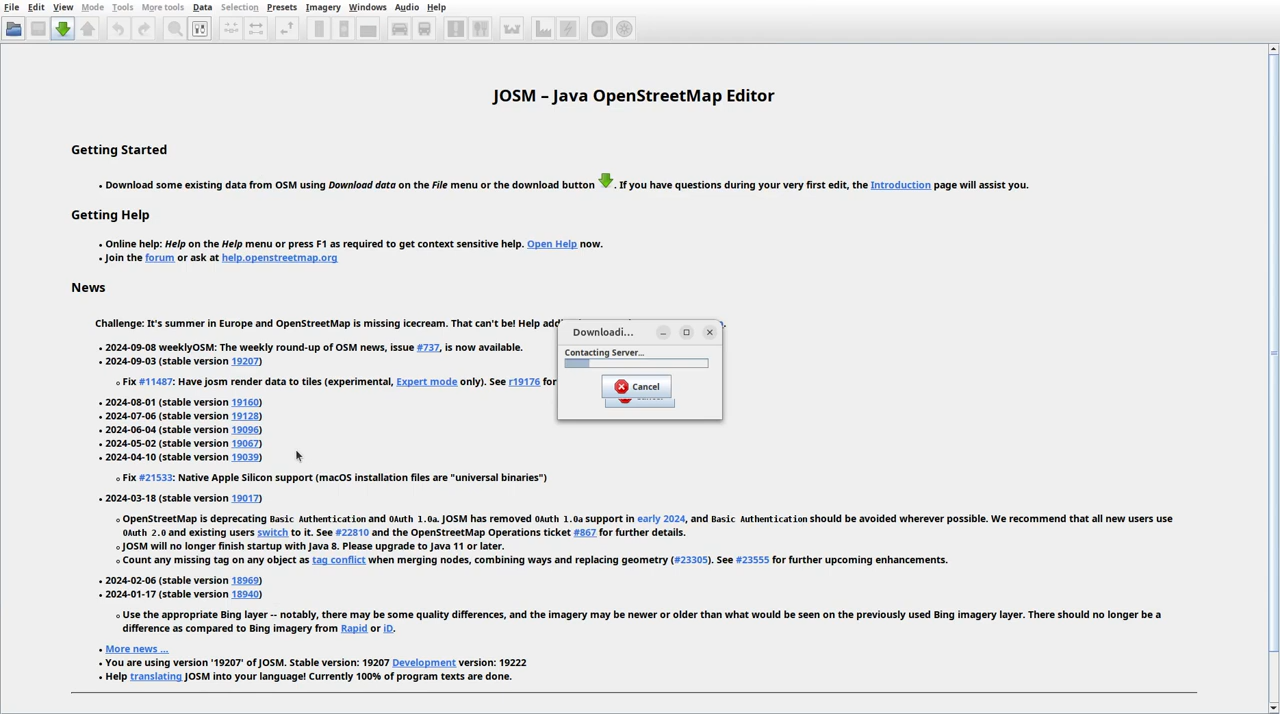 File Edit View Mode Tools More tools Data Selection Presets Imagery Windows Audio Help
JOSM – Java OpenStreetMap Editor
Getting Started
• Download some existing data from OSM using Download data on the File menu or the download button . If you have questions during your very first edit, the Introduction page will assist you.
Getting Help
• Online help: Help on the Help menu or press F1 as required to get context sensitive help. Open Help now.
• Join the forum or ask at help.openstreetmap.org
News
Challenge: It's summer in Europe and OpenStreetMap is missing icecream. That can't be! Help
• 2024-09-08 weeklyOSM: The weekly round-up of OSM news, issue #737, is now available.
• 2024-09-03 (stable version 19207)
Fix #11487: Have josm render data to tiles (experimental, Expert mode only). See r19176 for
• 2024-08-01 (stable version 19160)
• 2024-07-06 (stable version 19128)
• 2024-06-04 (stable version 19096)
• 2024-05-02 (stable version 19067)
• 2024-04-10 (stable version 19039)
Fix #21533: Native Apple Silicon support (macOS installation files are "universal binaries")
• 2024-03-18 (stable version 19017)
OpenStreetMap is deprecating Basic Authentication and OAuth 1.0a. JOSM has removed OAuth 1.0a support in early 2024, and Basic Authentication should be avoided wherever possible. We recommend that all new users use
OAuth 2.0 and existing users switch to it. See #22810 and the OpenStreetMap Operations ticket #867 for further details.
JOSM will no longer finish startup with Java 8. Please upgrade to Java 11 or later.
Count any missing tag on any object as tag conflict when merging nodes, combining ways and replacing geometry (#23305). See #23555 for further upcoming enhancements.
• 2024-02-06 (stable version 18969)
• 2024-01-17 (stable version 18940)
Use the appropriate Bing layer -- notably, there may be some quality differences, and the imagery may be newer or older than what would be seen on the previously used Bing imagery layer. There should no longer be a
difference as compared to Bing imagery from Rapid or iD.
• More news ...
• You are using version '19207' of JOSM. Stable version: 19207 Development version: 19222
• Help translating JOSM into your language! Currently 100% of program texts are done.
Downloadi...
Contacting Server...
Cancel